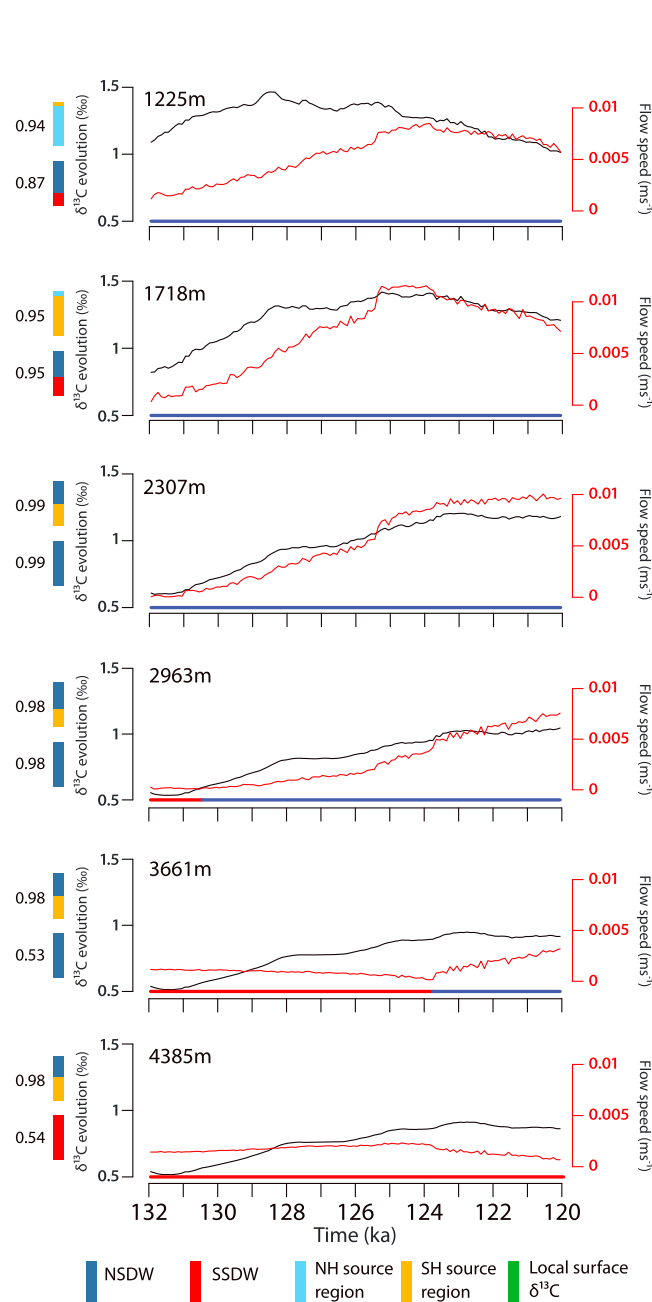 1.5
1225m
0.94
0.87
δ¹³C evolution (‰)
1
0.5
0.01
0.005
0
Flow speed (ms⁻¹)
1.5
1718m
0.95
0.95
δ¹³C evolution (‰)
1
0.5
0.01
0.005
0
Flow speed (ms⁻¹)
1.5
2307m
0.99
0.99
δ¹³C evolution (‰)
1
0.5
0.01
0.005
0
Flow speed (ms⁻¹)
1.5
2963m
0.98
0.98
δ¹³C evolution (‰)
1
0.5
0.01
0.005
0
Flow speed (ms⁻¹)
1.5
3661m
0.98
0.53
δ¹³C evolution (‰)
1
0.5
0.01
0.005
0
Flow speed (ms⁻¹)
1.5
4385m
0.98
0.54
δ¹³C evolution (‰)
1
0.5
0.01
0.005
0
Flow speed (ms⁻¹)
132 130 128 126 124 122 120
Time (ka)
NSDW
SSDW
NH source
region
SH source
region
Local surface
δ¹³C